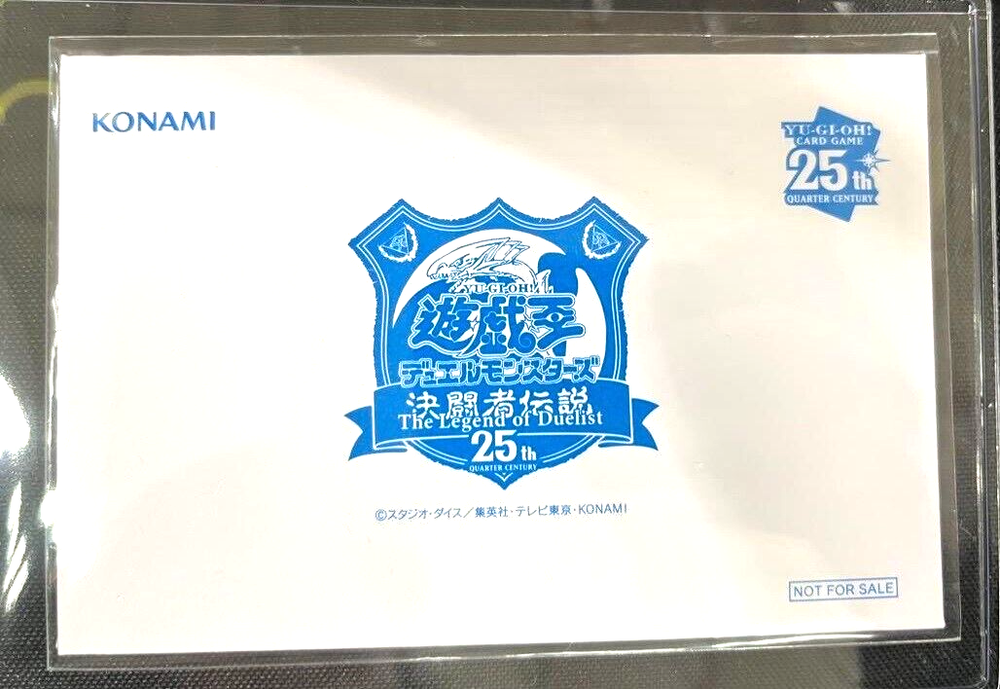 KONAMI
YU-GI-OH!
CARD GAME
25th
QUARTER CENTURY
YU-GI-OH!
遊戯王
デュエルモンスターズ
決闘者伝説
The Legend of Duelist
25th
QUARTER CENTURY
©スタジオ・ダイス／集英社・テレビ東京・KONAMI
NOT FOR SALE